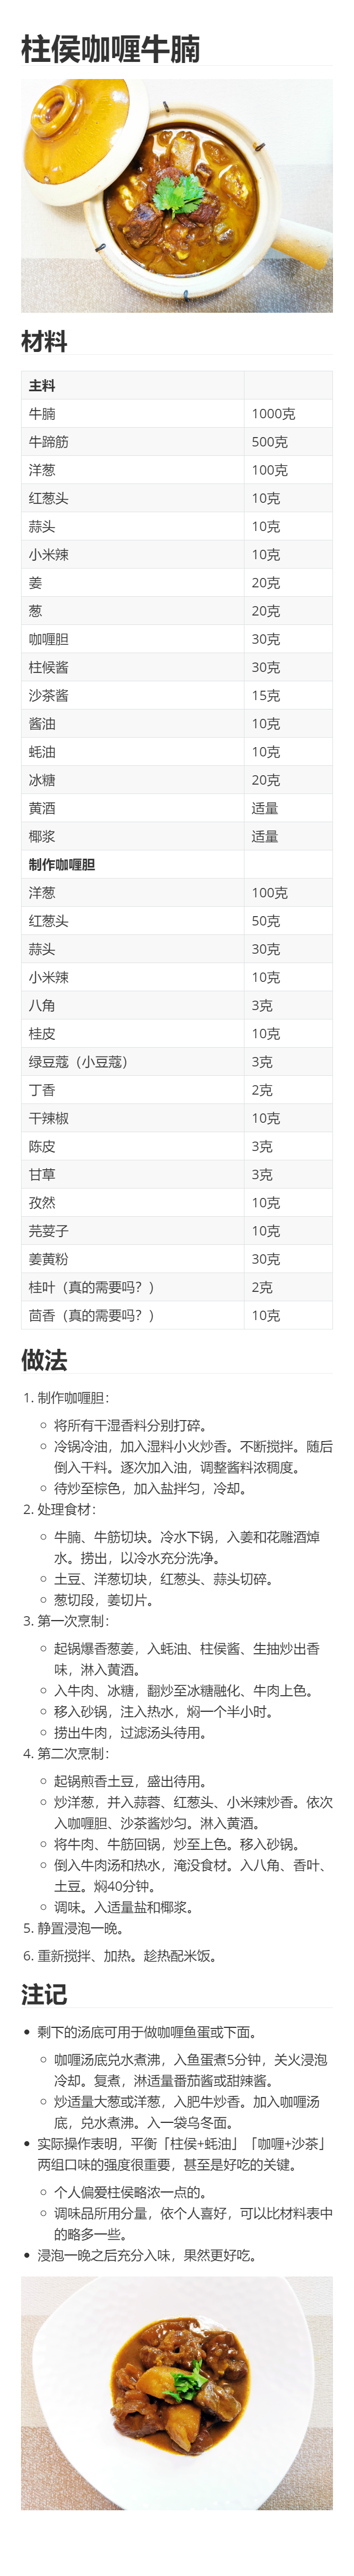 柱侯咖喱牛腩
材料
主料
牛腩 1000克
牛蹄筋 500克
洋葱 100克
红葱头 10克
蒜头 10克
小米辣 10克
姜 20克
葱 20克
咖喱胆 30克
柱候酱 30克
沙茶酱 15克
酱油 10克
蚝油 10克
冰糖 20克
黄酒 适量
椰浆 适量
制作咖喱胆
洋葱 100克
红葱头 50克
蒜头 30克
小米辣 10克
八角 3克
桂皮 10克
绿豆蔻（小豆蔻） 3克
丁香 2克
干辣椒 10克
陈皮 3克
甘草 3克
孜然 10克
芫荽子 10克
姜黄粉 30克
桂叶（真的需要吗？） 2克
茴香（真的需要吗？） 10克
做法
1. 制作咖喱胆：
将所有干湿香料分别打碎。
冷锅冷油，加入湿料小火炒香。不断搅拌。随后
倒入干料。逐次加入油，调整酱料浓稠度。
待炒至棕色，加入盐拌匀，冷却。
2. 处理食材：
牛腩、牛筋切块。冷水下锅，入姜和花雕酒焯
水。捞出，以冷水充分洗净。
土豆、洋葱切块，红葱头、蒜头切碎。
葱切段，姜切片。
3. 第一次烹制：
起锅爆香葱姜，入蚝油、柱侯酱、生抽炒出香
味，淋入黄酒。
入牛肉、冰糖，翻炒至冰糖融化、牛肉上色。
移入砂锅，注入热水，焖一个半小时。
捞出牛肉，过滤汤头待用。
4. 第二次烹制：
起锅煎香土豆，盛出待用。
炒洋葱，并入蒜蓉、红葱头、小米辣炒香。依次
入咖喱胆、沙茶酱炒匀。淋入黄酒。
将牛肉、牛筋回锅，炒至上色。移入砂锅。
倒入牛肉汤和热水，淹没食材。入八角、香叶、
土豆。焖40分钟。
调味。入适量盐和椰浆。
5. 静置浸泡一晚。
6. 重新搅拌、加热。趁热配米饭。
注记
剩下的汤底可用于做咖喱鱼蛋或下面。
咖喱汤底兑水煮沸，入鱼蛋煮5分钟，关火浸泡
冷却。复煮，淋适量番茄酱或甜辣酱。
炒适量大葱或洋葱，入肥牛炒香。加入咖喱汤
底，兑水煮沸。入一袋乌冬面。
实际操作表明，平衡「柱侯+蚝油」「咖喱+沙茶」
两组口味的强度很重要，甚至是好吃的关键。
个人偏爱柱侯略浓一点的。
调味品所用分量，依个人喜好，可以比材料表中
的略多一些。
浸泡一晚之后充分入味，果然更好吃。